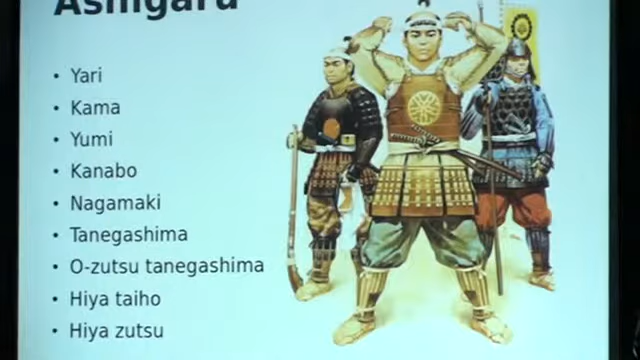 Ashigaru
• Yari
• Kama
• Yumi
• Kanabo
• Nagamaki
• Tanegashima
• O-zutsu tanegashima
• Hiya taiho
• Hiya zutsu